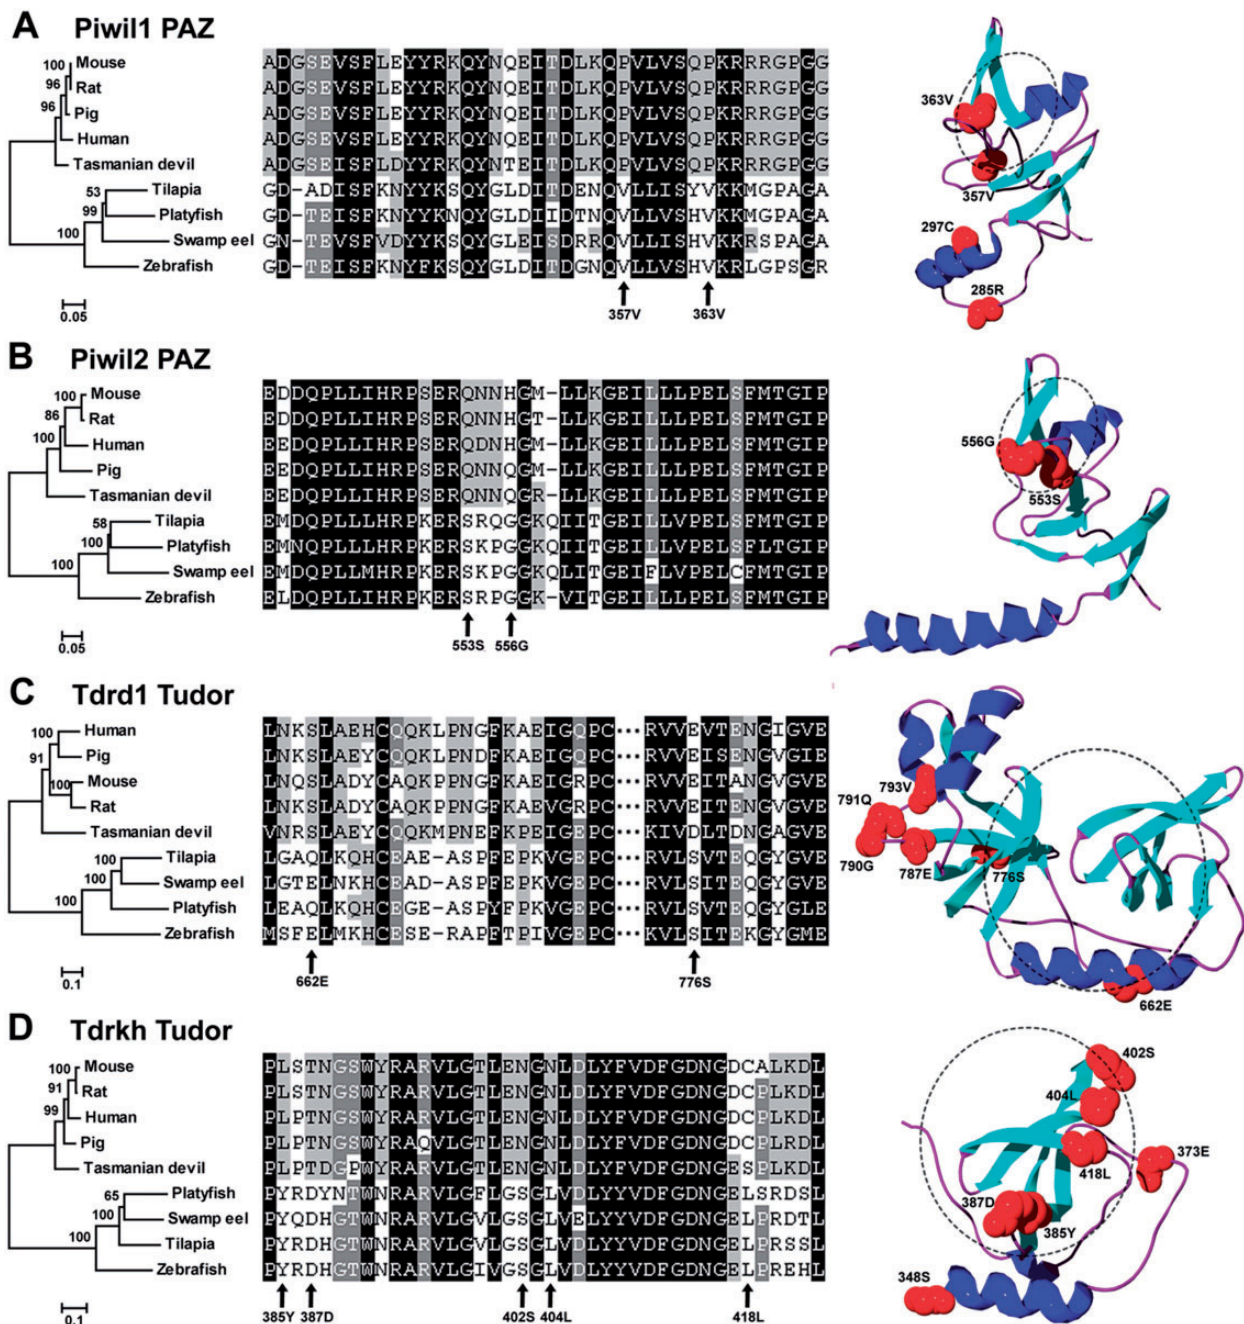 A Piwil1 PAZ
100 Mouse ADGSEVSFLEYYRKQYNQEITDLKQPVLVSQPKRRRGPGG
96 Rat ADGSEVSFLEYYRKQYNQEITDLKQPVLVSQPKRRRGPGG
96 Pig ADGSEVSFLEYYRKQYNQEITDLKQPVLVSQPKRRRGPGG
Human ADGSEVSFLEYYRKQYNQEITDLKQPVLVSQPKRRRGPGG
Tasmanian devil ADGSEISFLDYYRKQYNTEITDLKQPVLVSQPKRRRGPGG
53 Tilapia GD-ADISFKNYYKSQYGLDITDENQVLLISYVKKMGPAGA
99 Platyfish GD-TEISFKNYYKNQYGLDIIDTNQVLLVSHVKKMGPAGA
100 Swamp eel GN-TEVSFVDYYKSQYGLEISDRRQVLLISHVKKRSPAGA
Zebrafish GD-TEISFKNYFKSQYGLDITDGNQVLLVSHVKRLGPSGR
0.05
357V 363V
363V
357V
297C
285R
B Piwil2 PAZ
100 Mouse EDDQPLLIHRPSERQNNHGM-LLKGEILLLPELSFMTGIP
86 Rat EDDQPLLIHRPSERQNNHGT-LLKGEILLLPELSFMTGIP
100 Human EEDQPLLIHRPSERQDNHGM-LLKGEILLLPELSFMTGIP
Pig EEDQPLLIHRPSERQNNQGM-LLKGEILLLPELSFMTGIP
Tasmanian devil EEDQPLLIHRPSERQNNQGR-LLKGEILLLPELSFMTGIP
58 Tilapia EMDQPLLLHRPKERSRQGGKQIITGEILLVPELSFMTGIP
100 Platyfish EMNQPLLLHRPKERSKPGGKQIITGEILLVPELSFLTGIP
100 Swamp eel EMDQPLLMHRPKERSKPGGKQLITGEIFLVPELCFMTGIP
Zebrafish ELDQPLLIHRPKERSRPGGK-VITGEILLLPELSFMTGIP
0.05
553S 556G
556G
553S
C Tdrd1 Tudor
100 Human LNKSLAEHCQQKLPNGFKAEIGQPC···RVVEVTENGIGVE
91 Pig LNKSLAEYCQQKLPNDFKAEIGQPC···RVVEISENGVGIE
100 Mouse LNQSLADYCAQKLPNGFKAEIGRPC···RVVEITANGVGVE
Rat LNKSLADYCAQKPPNGFKAEVGRPC···RVVEITENGVGVE
Tasmanian devil VNRSLAEYCQQKMPNEFKPEIGEPC···KIVDLTDNGAGVE
100 Tilapia LGAQLKQHCEAE-ASPFEPKVGEPC···RVLSVTEQGYGVE
100 Swamp eel LGTELNKHCEAD-ASPFEPKVGEPC···RVLSITEQGYGVE
100 Platyfish LEAQLKQHCEGE-ASPYFPKVGEPC···RVLSVTEQGYGLE
Zebrafish MSFELMKHCESE-RAPFTPIVGEPC···KVLSITEKGYGME
0.1
662E 776S
793V
791Q
790G
787E 776S
662E
D Tdrkh Tudor
100 Mouse PLSTNGSWYRARVLGTLENGNLDLYFVDFGDNGDCALKDL
91 Rat PLSTNGSWYRARVLGTLENGNLDLYFVDFGDNGDCPLKDL
99 Human PLPTNGSWYRARVLGTLENGNLDLYFVDFGDNGDCPLKDL
Pig PLPTNGSWYRAQVLGTLENGNLDLYFVDFGDNGDCPLRDL
Tasmanian devil PLPTDGPWYRARVLGTLENGNLDLYFVDFGDNGESPLKDL
65 Platyfish PYRDYNTWNRARVLGFLGSGLVDLYYVDFGDNGELSRDSL
100 Swamp eel PYQDHGTWNRARVLGVLGSGLVELYYVDFGDNGELPRDTL
100 Tilapia PYRDHGTWNRARVLGVLGSGLVDLYYVDFGDNGELPRSSL
Zebrafish PYRDHGTWNRARVLGIVGSGLVDLYYVDFGDNGELPREHL
0.1
385Y 387D 402S 404L 418L
402S
404L
373E
418L
387D
385Y
348S